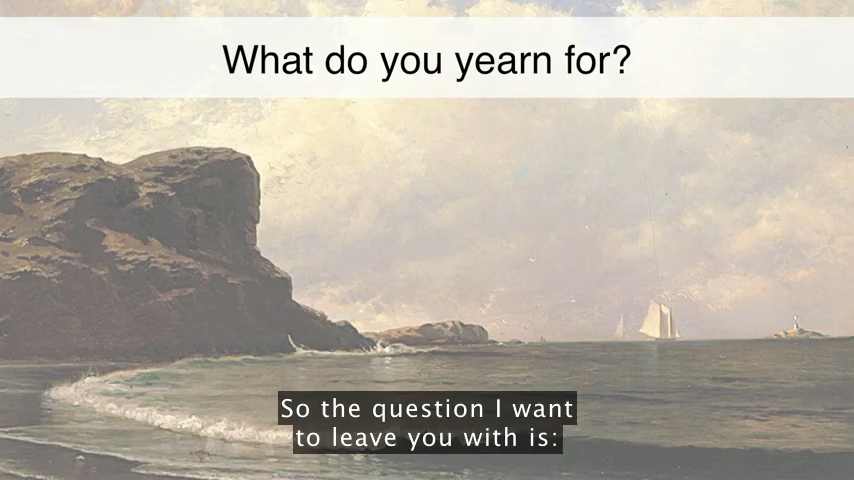 What do you yearn for?
So the question I want
to leave you with is: